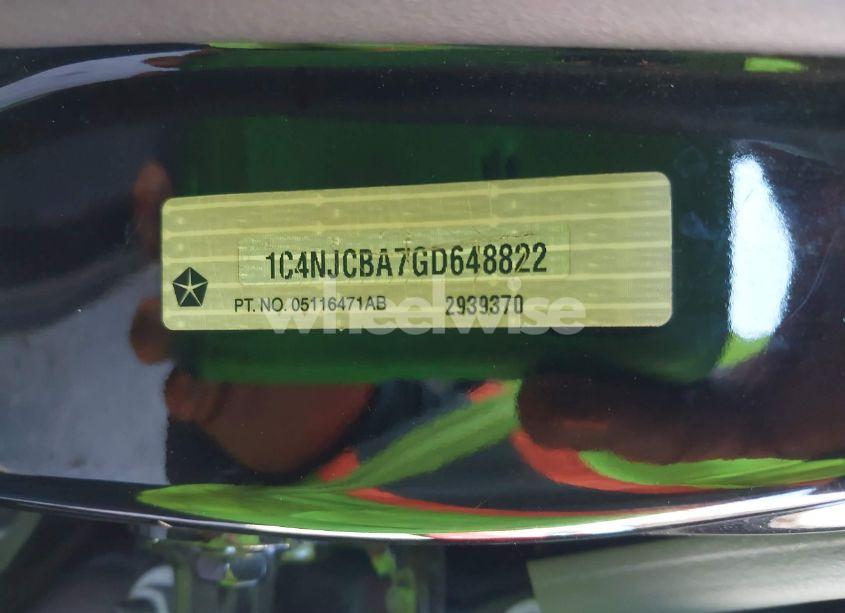 1C4NJCBA7GD648822
PT. NO. 05116471AB 2939370
wheelwise